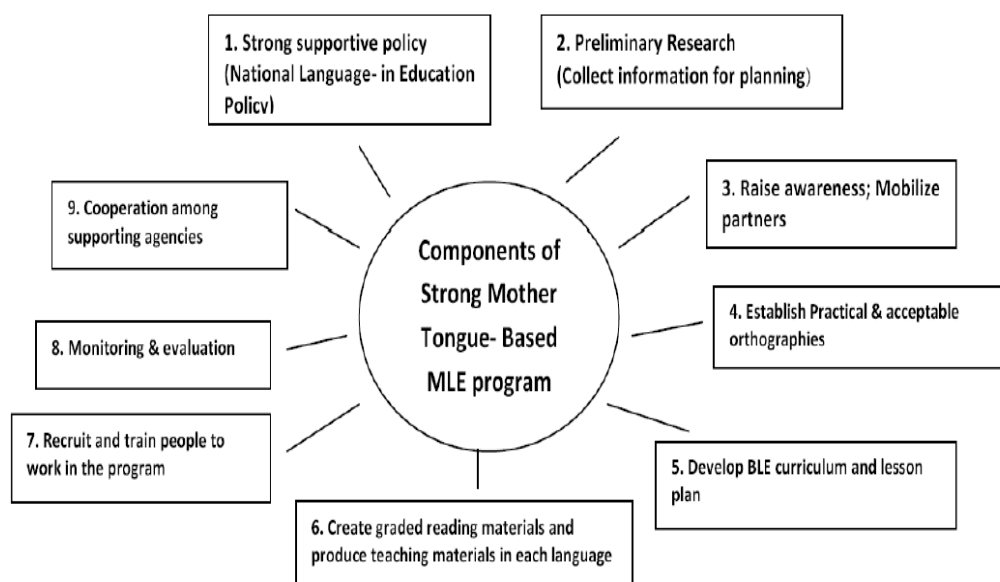 1. Strong supportive policy
(National Language- in Education
Policy)
2. Preliminary Research
(Collect information for planning)
3. Raise awareness; Mobilize
partners
4. Establish Practical & acceptable
orthographies
5. Develop BLE curriculum and lesson
plan
6. Create graded reading materials and
produce teaching materials in each language
7. Recruit and train people to
work in the program
8. Monitoring & evaluation
9. Cooperation among
supporting agencies
Components of
Strong Mother
Tongue- Based
MLE program